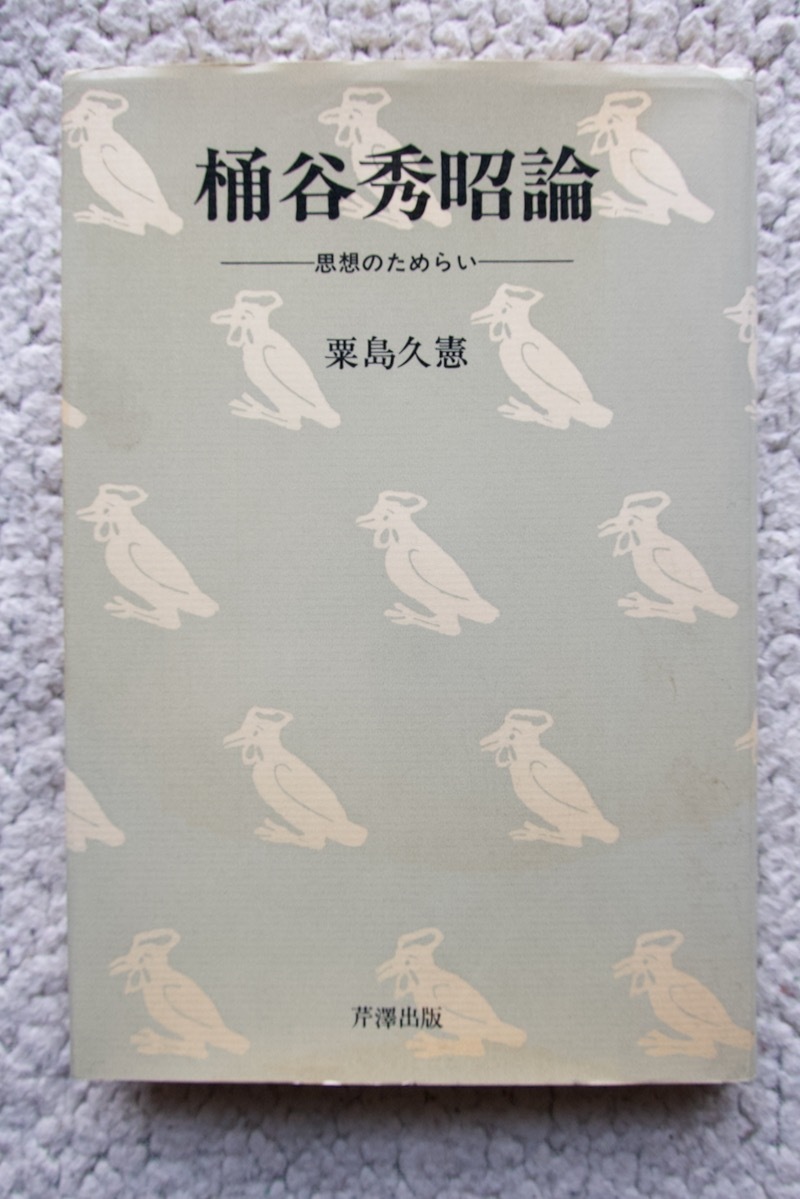 桶谷秀昭論
思想のためらい
粟島久憲
芹澤出版